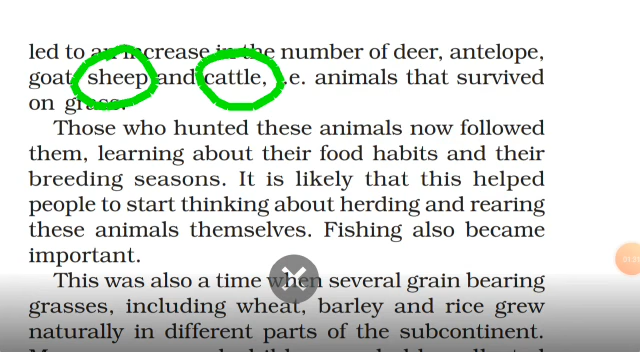 led to an increase in the number of deer, antelope,
goat, sheep and cattle, i.e. animals that survived
on grass.
Those who hunted these animals now followed
them, learning about their food habits and their
breeding seasons. It is likely that this helped
people to start thinking about herding and rearing
these animals themselves. Fishing also became
important.
This was also a time when several grain bearing
grasses, including wheat, barley and rice grew
naturally in different parts of the subcontinent.